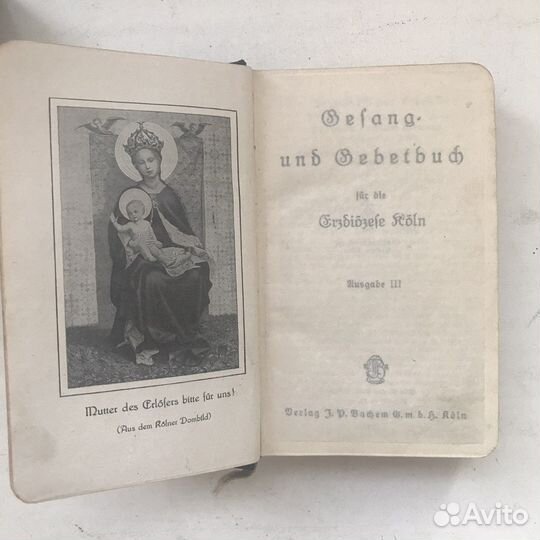 Mutter des Erlösers bitte für uns!
(Aus dem Kölner Dombild)
Gesang-
und Gebetbuch
für die
Erzdiözese Köln
Ausgabe III
Verlag J. P. Bachem G. m. b. H. Köln
Avito